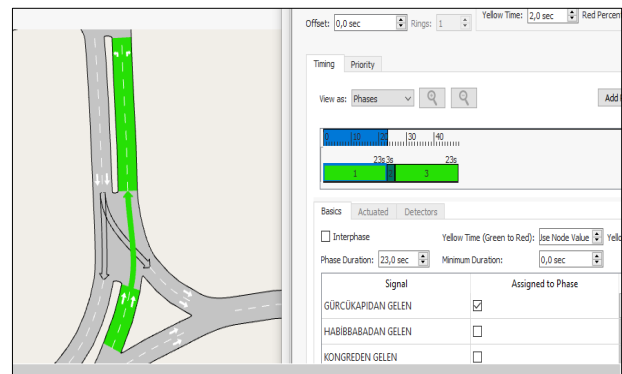 Offset: 0,0 sec Rings: 1 Yellow Time: 2,0 sec Red Percent
Timing Priority
View as: Phases Add
0 10 20 30 40
23s 3s 23s
1 2 3
Basics Actuated Detectors
Interphase Yellow Time (Green to Red): Use Node Value
Phase Duration: 23,0 sec Minimum Duration: 0,0 sec
Signal Assigned to Phase
GÜRCÜKAPIDAN GELEN
HABİBBABADAN GELEN
KONGREDEN GELEN